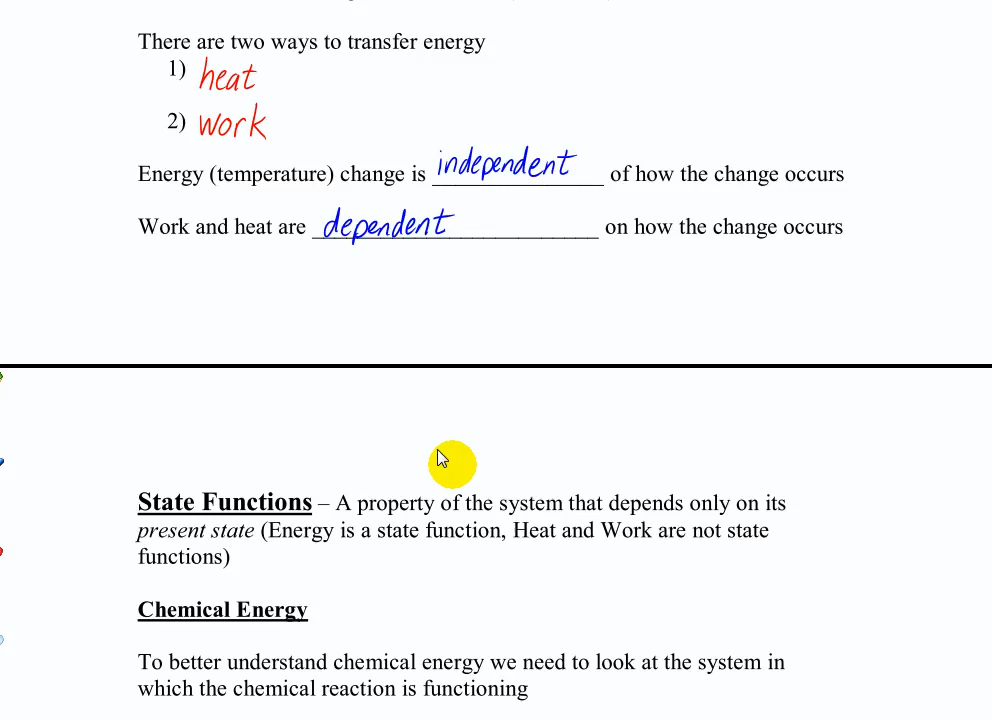 There are two ways to transfer energy
1) heat
2) work
Energy (temperature) change is independent of how the change occurs
Work and heat are dependent on how the change occurs
State Functions – A property of the system that depends only on its
present state (Energy is a state function, Heat and Work are not state
functions)
Chemical Energy
To better understand chemical energy we need to look at the system in
which the chemical reaction is functioning